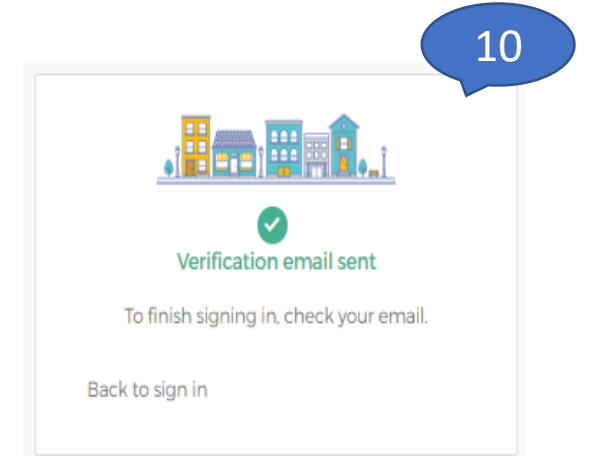 10
Verification email sent
To finish signing in, check your email.
Back to sign in